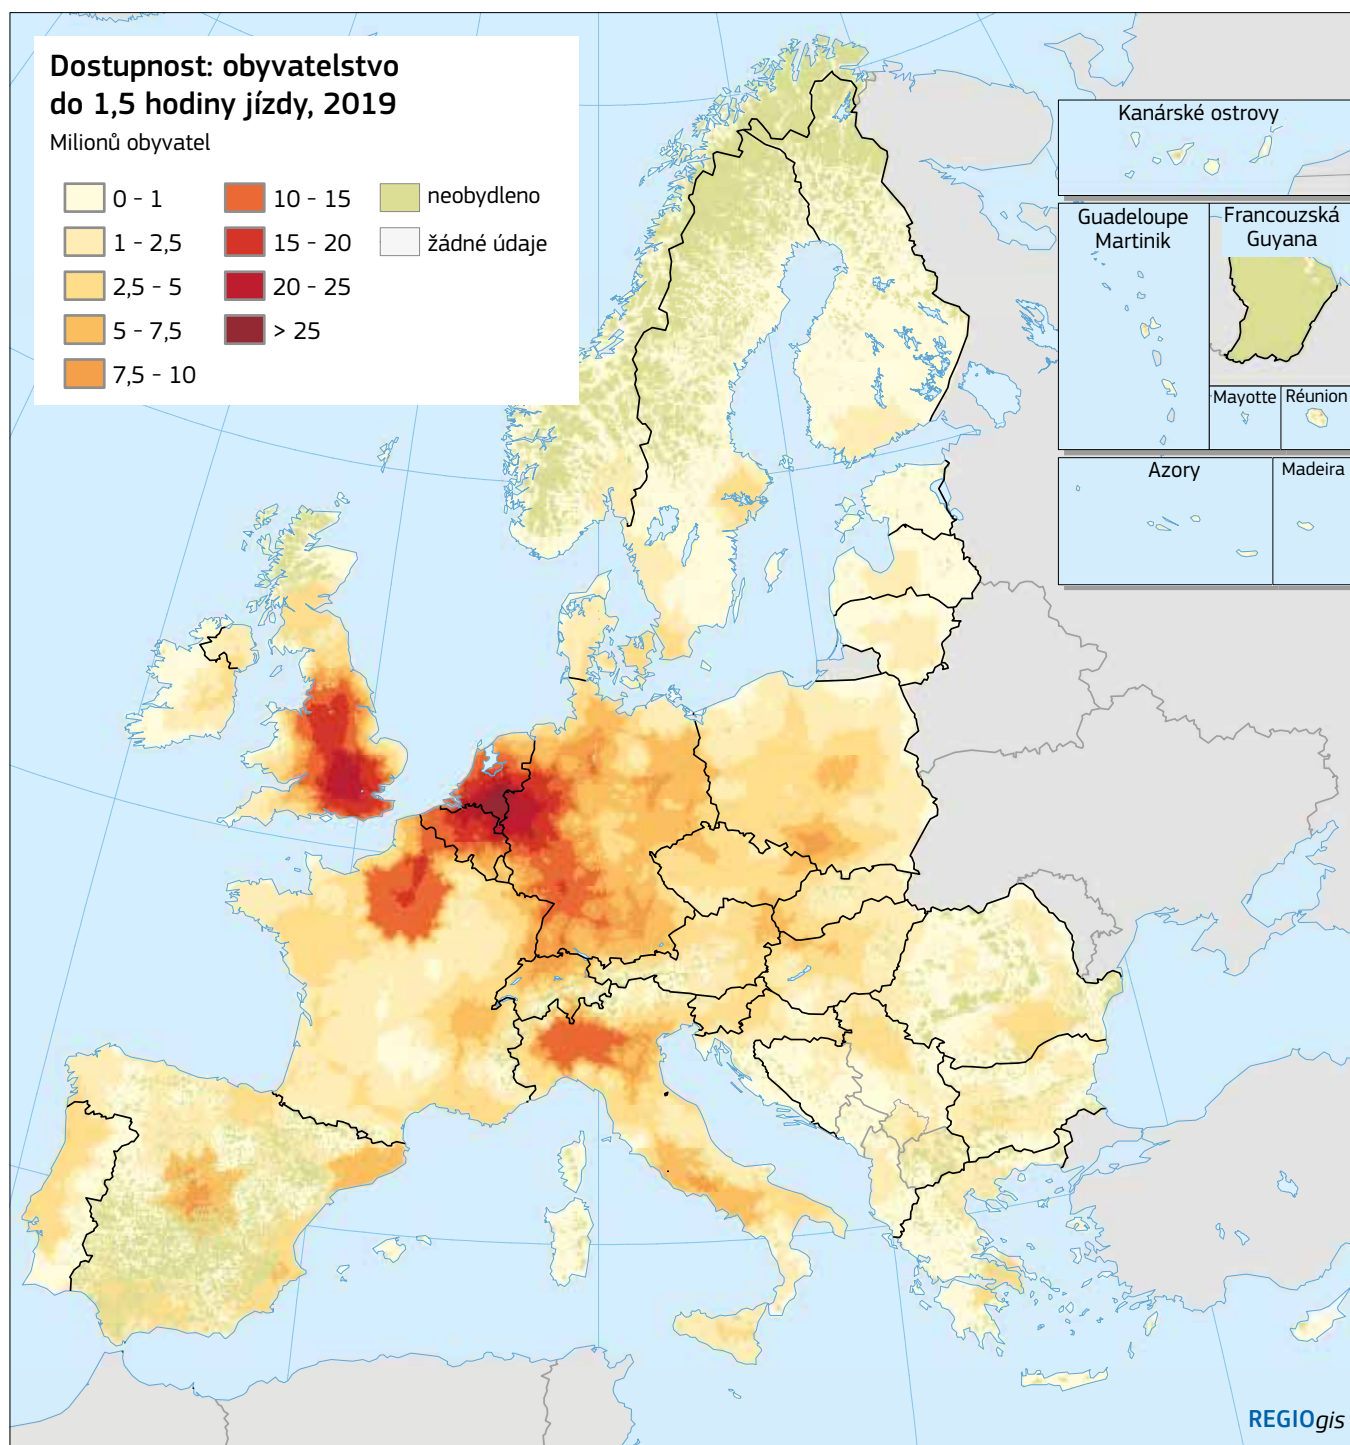 Dostupnost: obyvatelstvo
do 1,5 hodiny jízdy, 2019
Milionů obyvatel
0 - 1
1 - 2,5
2,5 - 5
5 - 7,5
7,5 - 10
10 - 15
15 - 20
20 - 25
> 25
neobydleno
žádné údaje
Kanárské ostrovy
Guadeloupe
Martinik
Francouzská
Guyana
Mayotte
Réunion
Azory
Madeira
REGIOgis